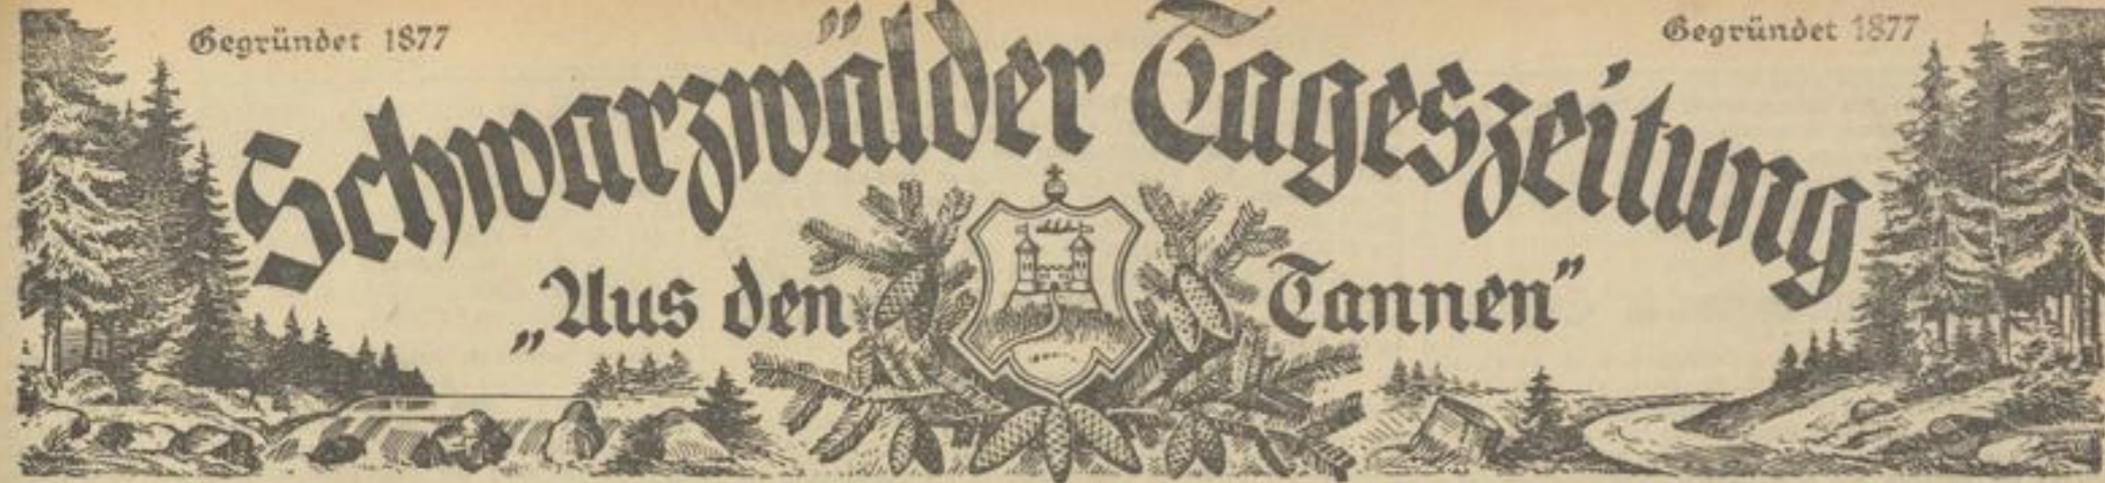 Gegründet 1877
Gegründet 1877
Schwarzwälder Tageszeitung
„Aus den Tannen“